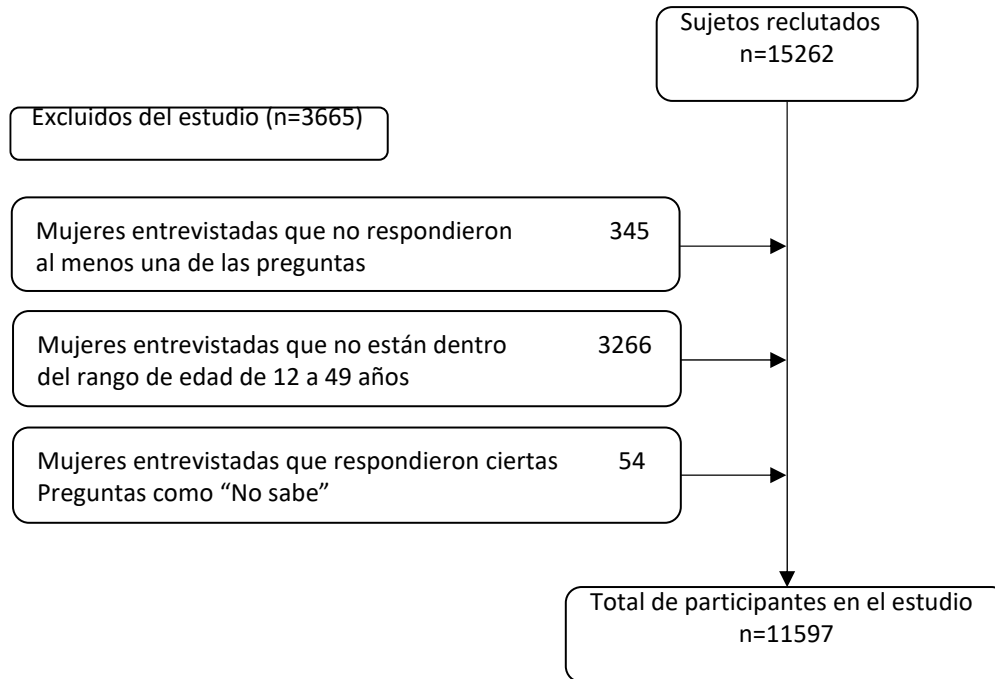 Sujetos reclutados
n=15262
Excluidos del estudio (n=3665)
Mujeres entrevistadas que no respondieron 345
al menos una de las preguntas
Mujeres entrevistadas que no están dentro 3266
del rango de edad de 12 a 49 años
Mujeres entrevistadas que respondieron ciertas 54
Preguntas como “No sabe”
Total de participantes en el estudio
n=11597